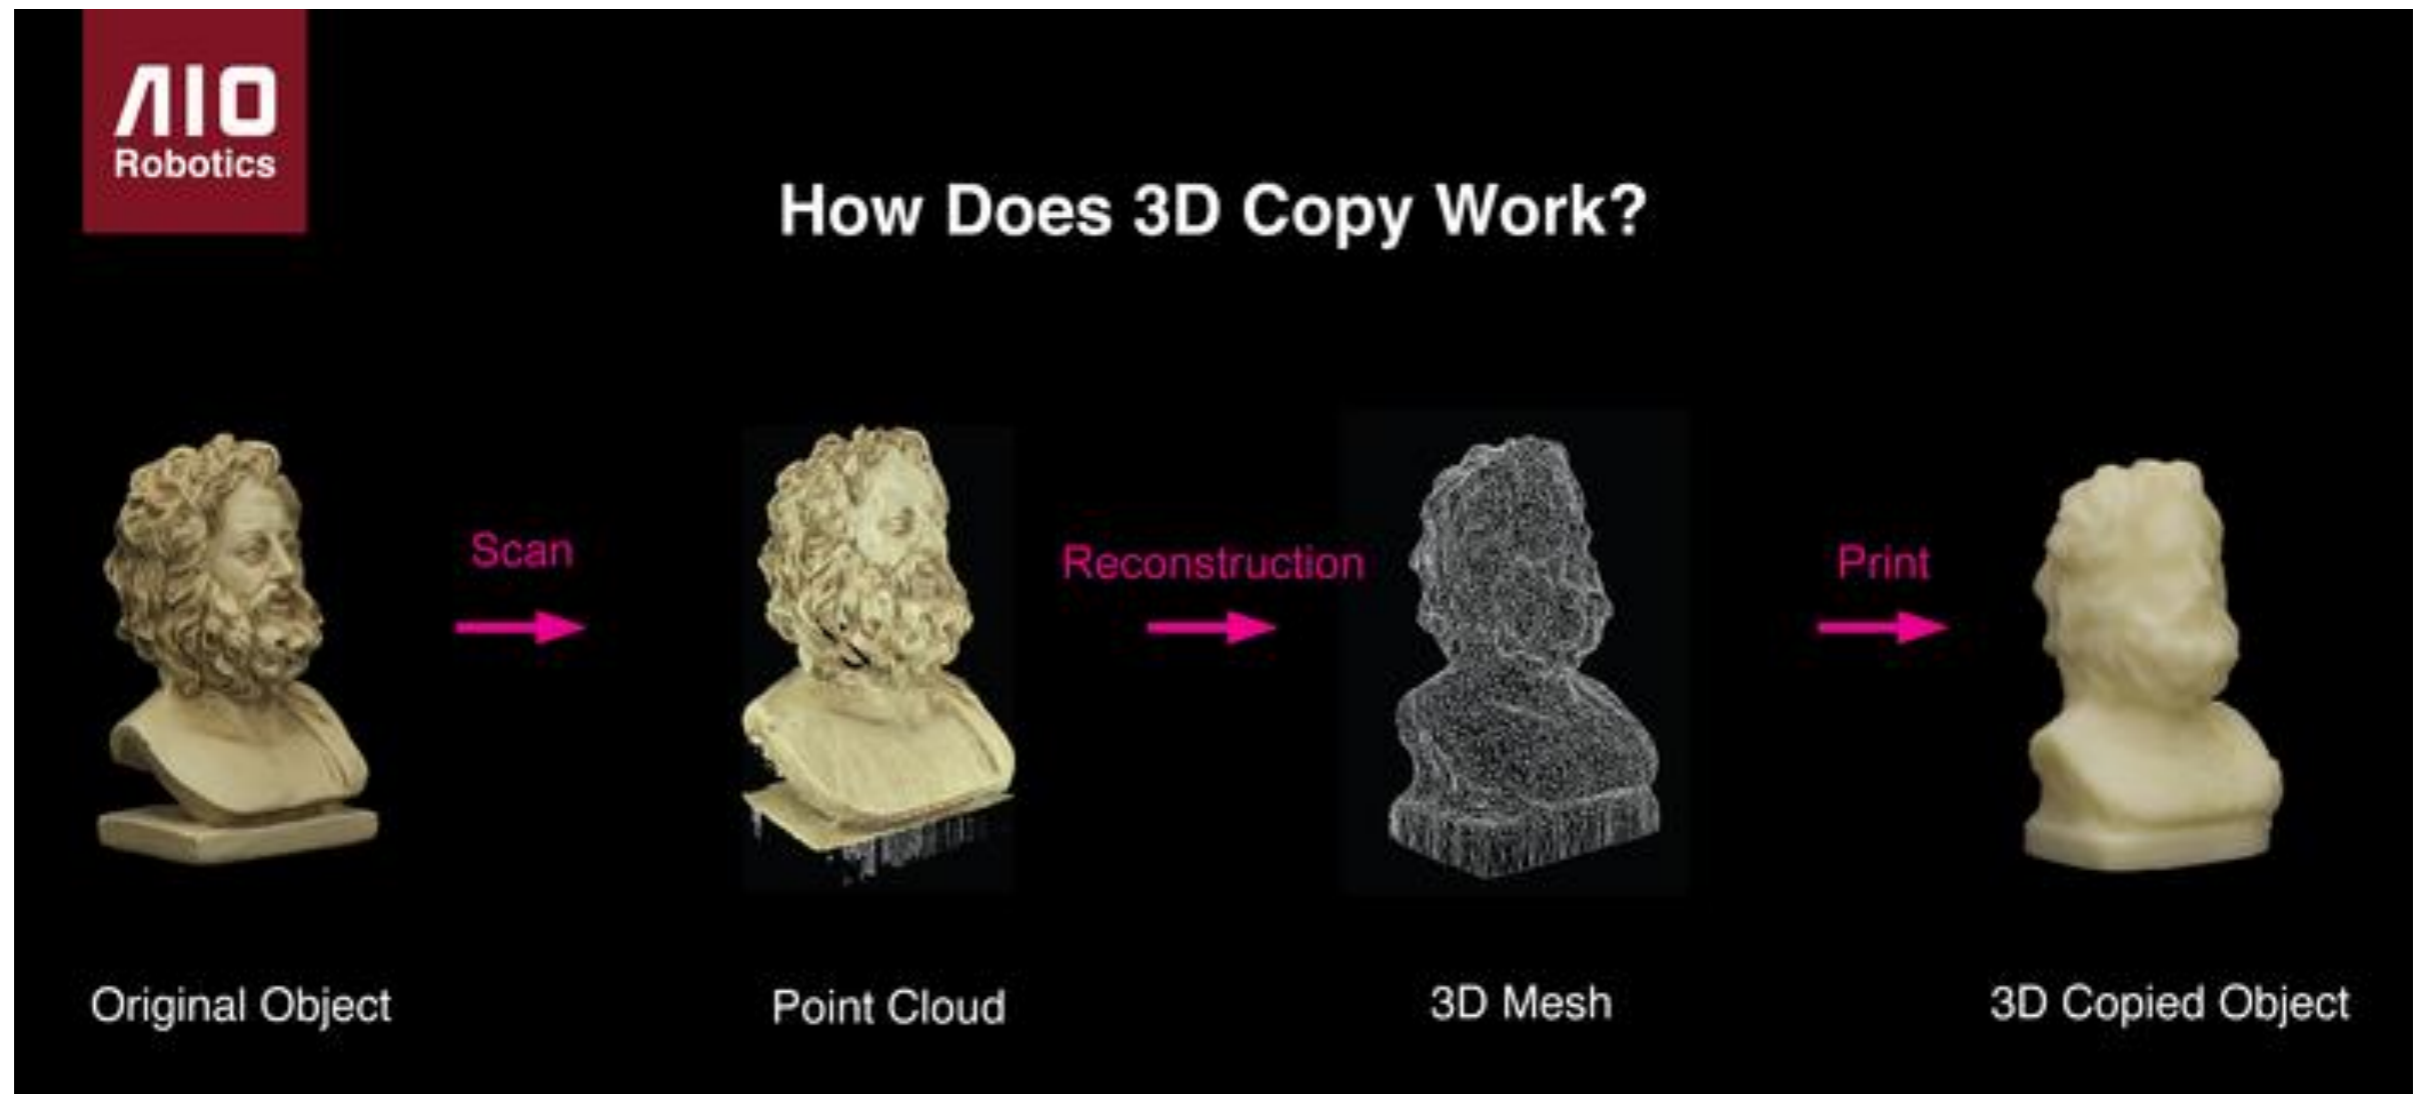 AIO
Robotics
How Does 3D Copy Work?
Scan
Reconstruction
Print
Original Object
Point Cloud
3D Mesh
3D Copied Object